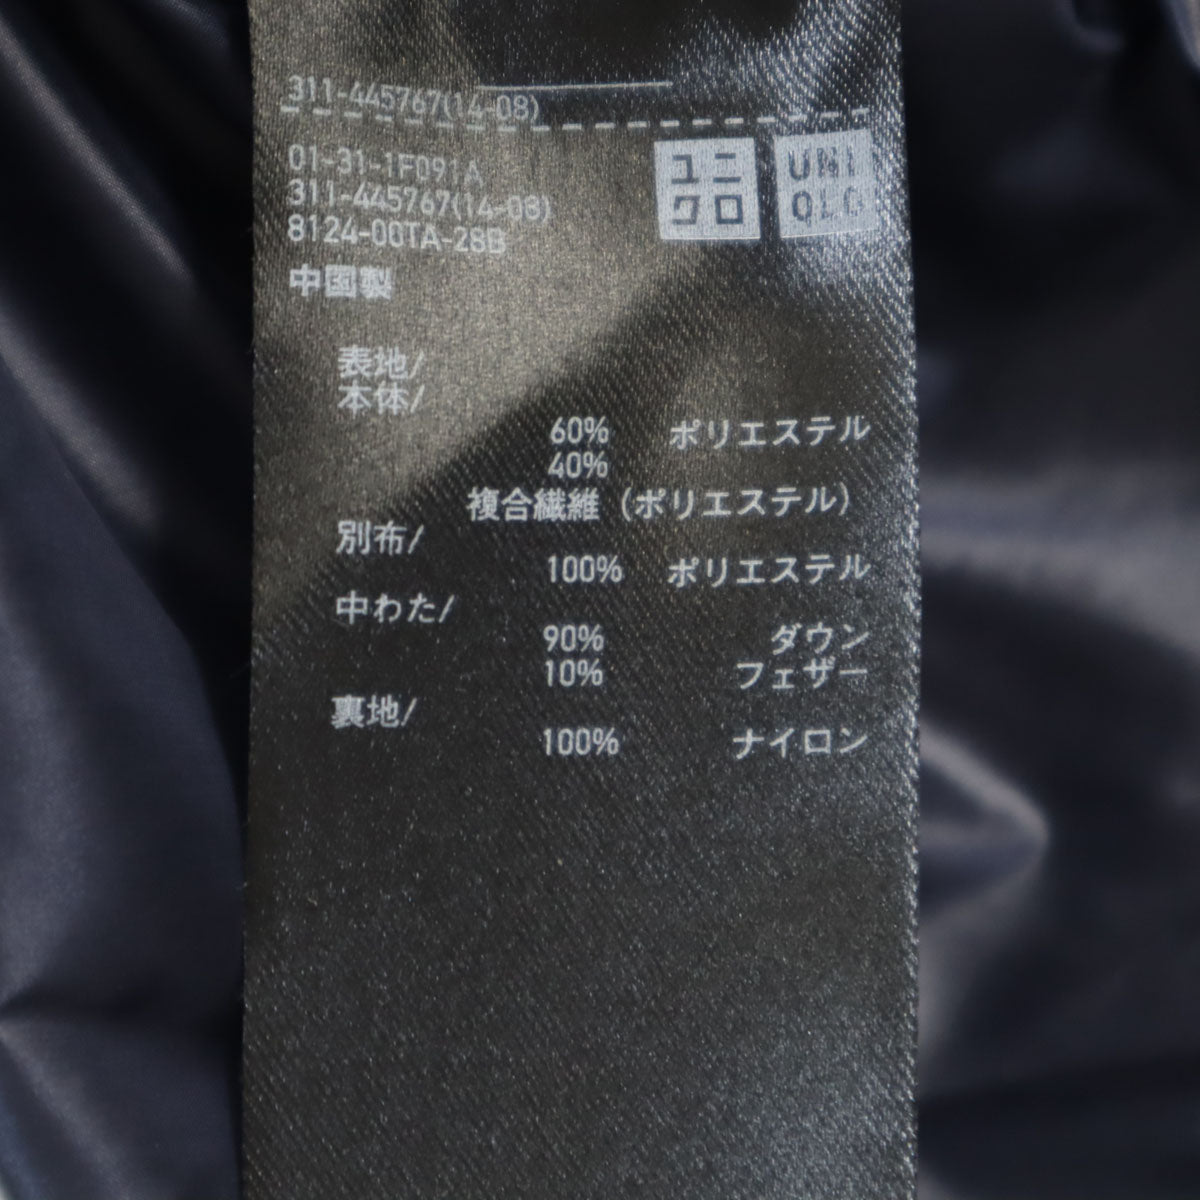 311-445767(14-08)
01-31-1F091A
311-445767(14-08)
8124-00TA-28B
中国製
ユニ
クロ
UNI
QLO
表地/
本体/
60% ポリエステル
40%
複合繊維（ポリエステル）
別布/
100% ポリエステル
中わた/
90% ダウン
10% フェザー
裏地/
100% ナイロン